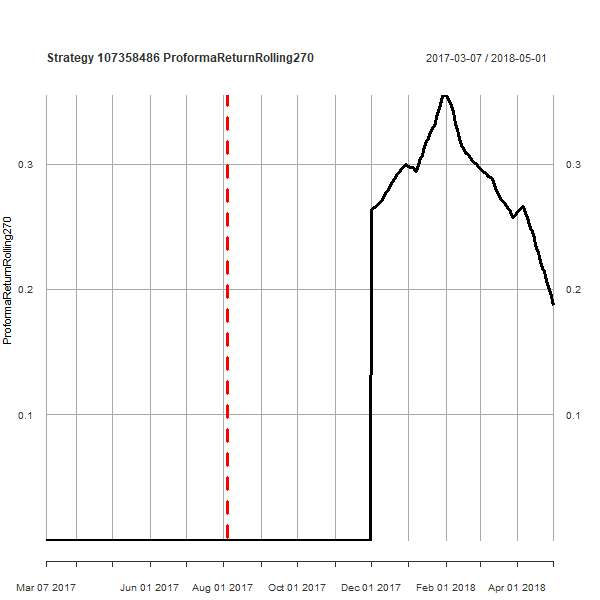 Strategy 107358486 ProformaReturnRolling270
2017-03-07 / 2018-05-01
ProformaReturnRolling270
0.3
0.3
0.2
0.2
0.1
0.1
Mar 07 2017
Jun 01 2017
Aug 01 2017
Oct 01 2017
Dec 01 2017
Feb 01 2018
Apr 01 2018